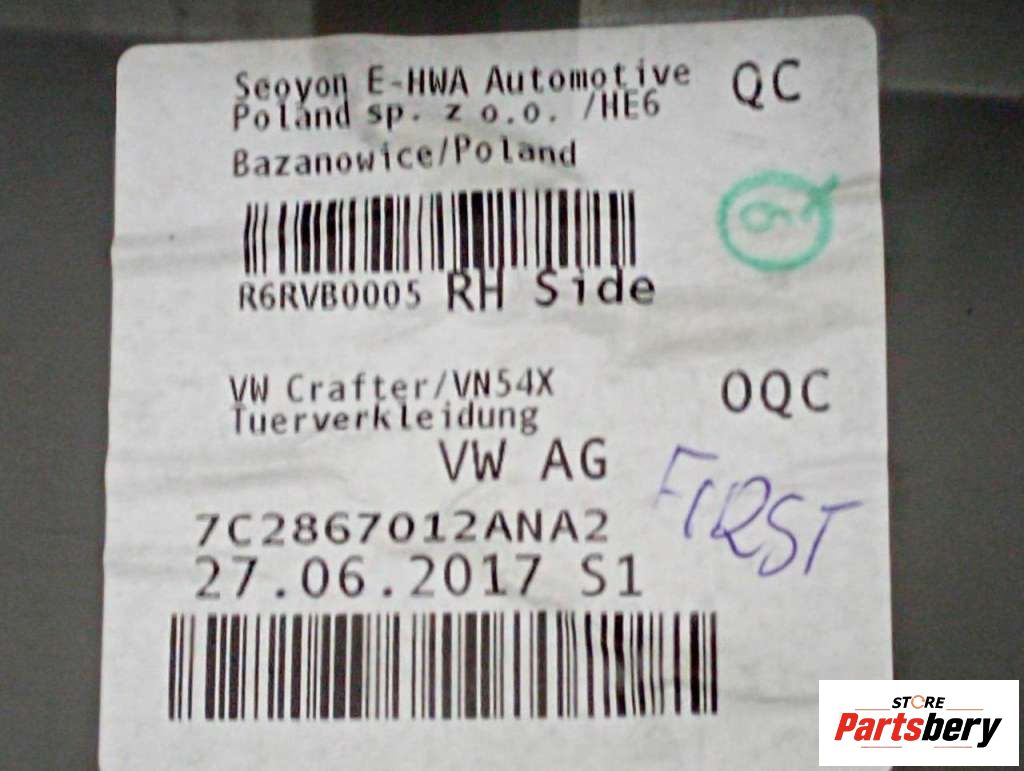 Seoyon E-HWA Automotive QC
Poland sp. z o.o. /HE6
Bazanowice/Poland
R6RVB0005 RH Side
VW Crafter/VN54X OQC
Tuerverkleidung
VW AG
FIRST
7C2867012ANA2
27.06.2017 S1
STORE
Partsbery